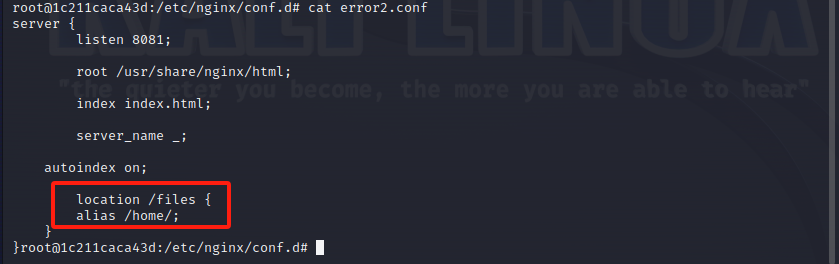 root@1c211caca43d:/etc/nginx/conf.d# cat error2.conf
server {
        listen 8081;
        root /usr/share/nginx/html;
        index index.html;
        server_name _;
    autoindex on;
        location /files {
        alias /home/;
    }
}root@1c211caca43d:/etc/nginx/conf.d#
KALI LINUX
"the quieter you become, the more you are able to hear"